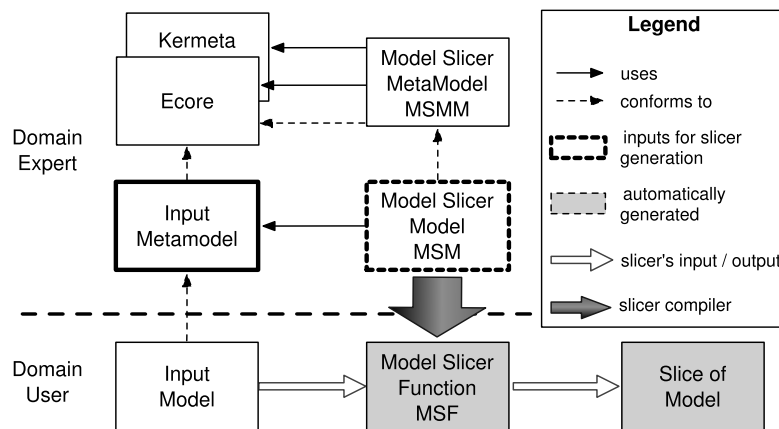 Kermeta
Ecore
Model Slicer
MetaModel
MSMM
Domain
Expert
Input
Metamodel
Model Slicer
Model
MSM
Domain
User
Input
Model
Model Slicer
Function
MSF
Slice of
Model
Legend
uses
conforms to
inputs for slicer
generation
automatically
generated
slicer's input / output
slicer compiler